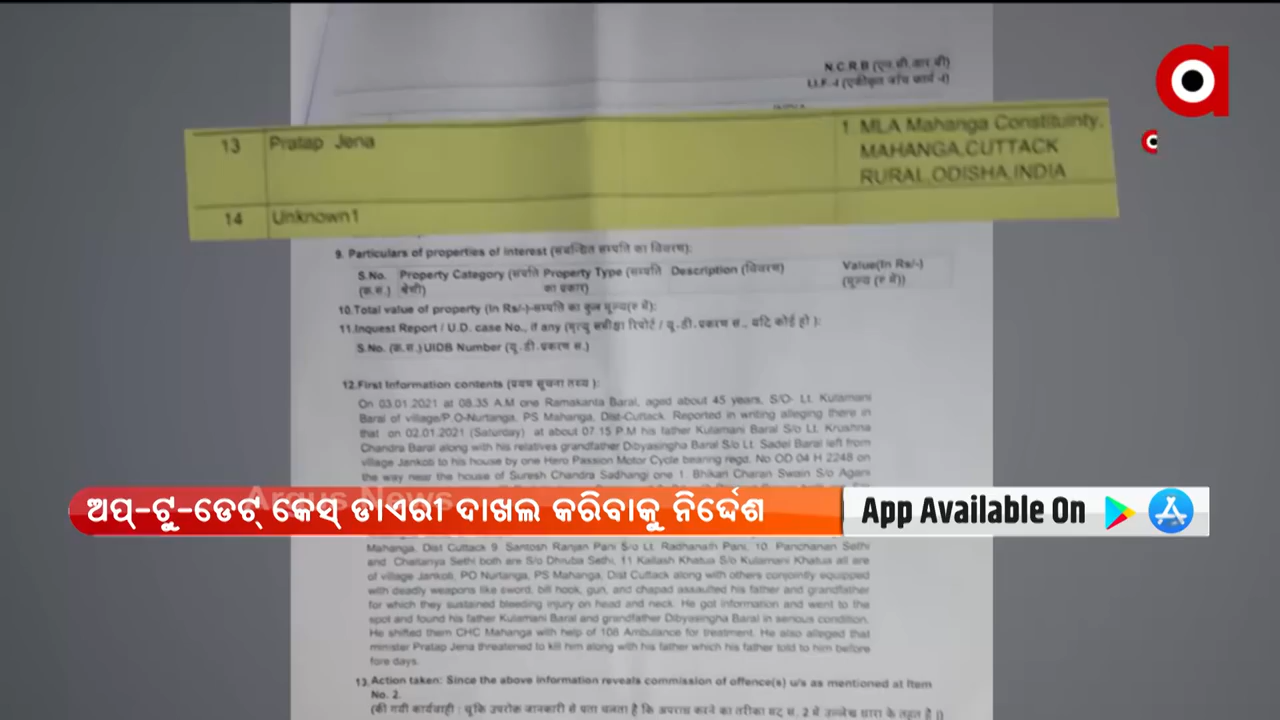 N.C.R.B (एन.सी.आर.बी)
I.I.F.-I (एकीकृत जाँच फार्म -I)
13 Pratap Jena 1 MLA Mahanga Constituinty,
MAHANGA,CUTTACK
RURAL,ODISHA,INDIA
14 Unknown1
9. Particulars of properties of interest (संबन्धित सम्पत्ति का विवरण):
S.No. Property Category (संपत्ति Property Type (सम्पत्ति Description (विवरण) Value(In Rs/-)
(क्र.सं.) श्रेणी) का प्रकार) (मूल्य (रु में))
10.Total value of property (In Rs/-)-सम्पत्ति का कुल मूल्य(रु में):
11.Inquest Report / U.D. case No., if any (मृत्यु समीक्षा रिपोर्ट / यू.डी.प्रकरण सं., यदि कोई हो ):
S.No. (क्र.सं.) UIDB Number (यू.डी.प्रकरण सं.)
12.First Information contents (प्रथम सूचना तथ्य ):
On 03.01.2021 at 08.35 A.M one Ramakanta Baral, aged about 45 years, S/O- Lt. Kulamani
Baral of village/P.O-Nurtanga, PS Mahanga, Dist-Cuttack. Reported in writing alleging there in
that on 02.01.2021 (Saturday) at about 07.15 P.M his father Kulamani Baral S/o Lt. Krushna
Chandra Baral along with his relatives grandfather Dibyasingha Baral S/o Lt. Sadei Baral left from
village Jankoti to his house by one Hero Passion Motor Cycle bearing regd. No OD 04 H 2248 on
the way near the house of Suresh Chandra Sadhangi one 1. Bhikari Charan Swain S/o Agani
Argus News
ଅପ୍-ଟୁ-ଡେଟ୍ କେସ୍ ଡାଏରୀ ଦାଖଲ କରିବାକୁ ନିର୍ଦ୍ଦେଶ App Available On
Mahanga, Dist Cuttack 9. Santosh Ranjan Pani S/o Lt. Radhanath Pani, 10. Panchanan Sethi
and Chaitanya Sethi both are S/o Dhruba Sethi, 11 Kailash Khatua S/o Kulamani Khatua all are
of village Jankoti, PO Nurtanga, PS Mahanga, Dist Cuttack along with others conjointly equipped
with deadly weapons like sword, bill hook, gun, and chapad assaulted his father and grandfather
for which they sustained bleeding injury on head and neck. He got information and went to the
spot and found his father Kulamani Baral and grandfather Dibyasingha Baral in serious condition.
He shifted them CHC Mahanga with help of 108 Ambulance for treatment. He also alleged that
minister Pratap Jena threatened to kill him along with his father which his father told to him before
fore days.
13. Action taken: Since the above information reveals commission of offence(s) u/s as mentioned at Item
No. 2.
(की गयी कार्यवाही : चूंकि उपरोक्त जानकारी से पता चलता है कि अपराध करने का तरीका मद सं. 2 में उल्लेख धारा के तहत है।)